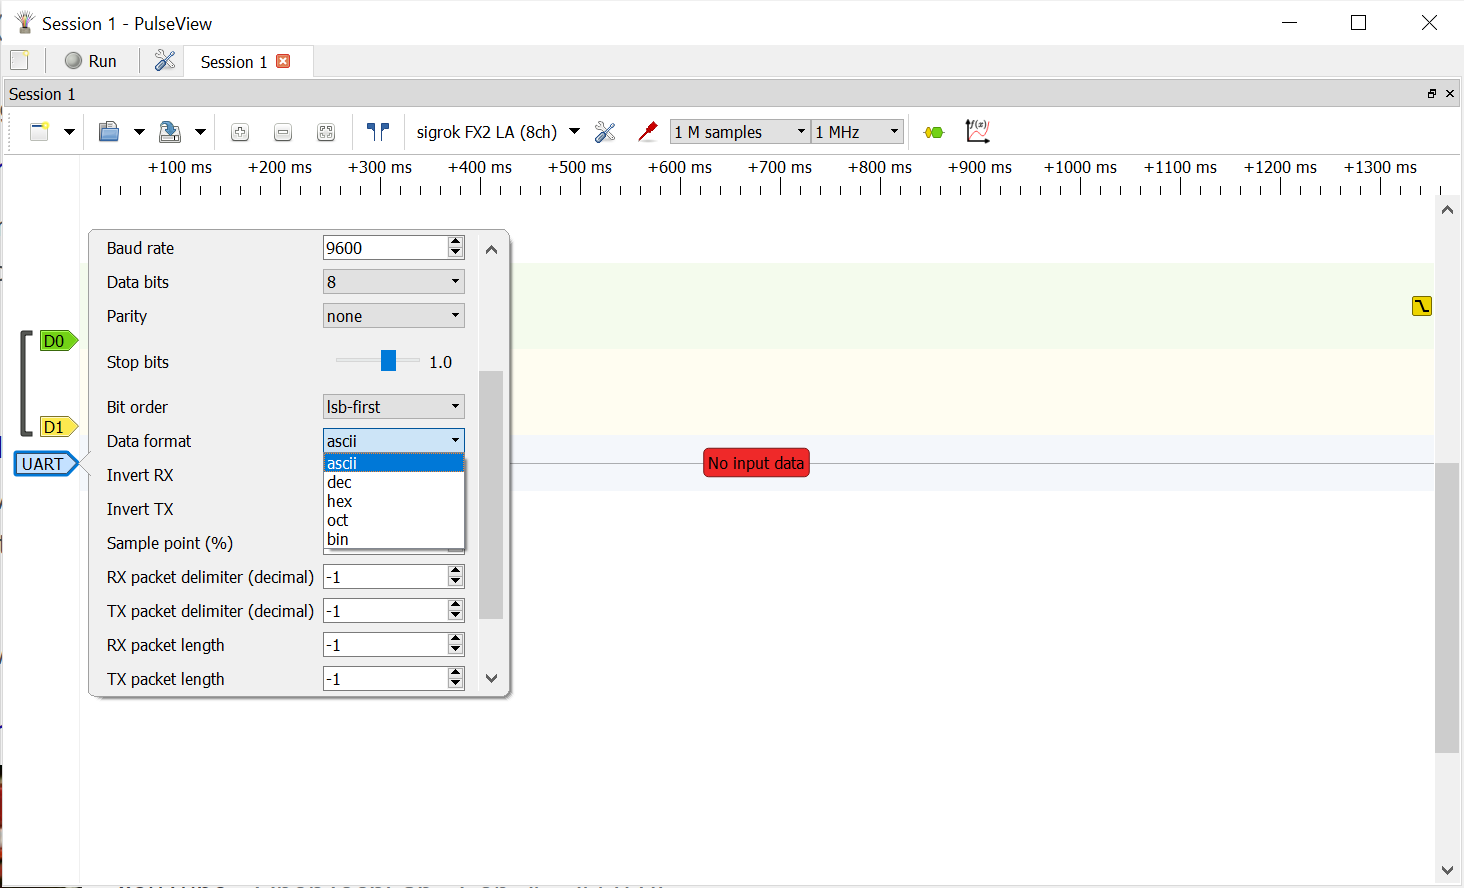 Session 1 - PulseView
Run
Session 1
Session 1
sigrok FX2 LA (8ch)
1 M samples
1 MHz
f(x)
+100 ms +200 ms +300 ms +400 ms +500 ms +600 ms +700 ms +800 ms +900 ms +1000 ms +1100 ms +1200 ms +1300 ms
Baud rate 9600
Data bits 8
Parity none
D0
Stop bits 1.0
Bit order lsb-first
D1
Data format ascii
UART
ascii
No input data
Invert RX
dec
hex
Invert TX
oct
Sample point (%)
bin
RX packet delimiter (decimal) -1
TX packet delimiter (decimal) -1
RX packet length -1
TX packet length -1